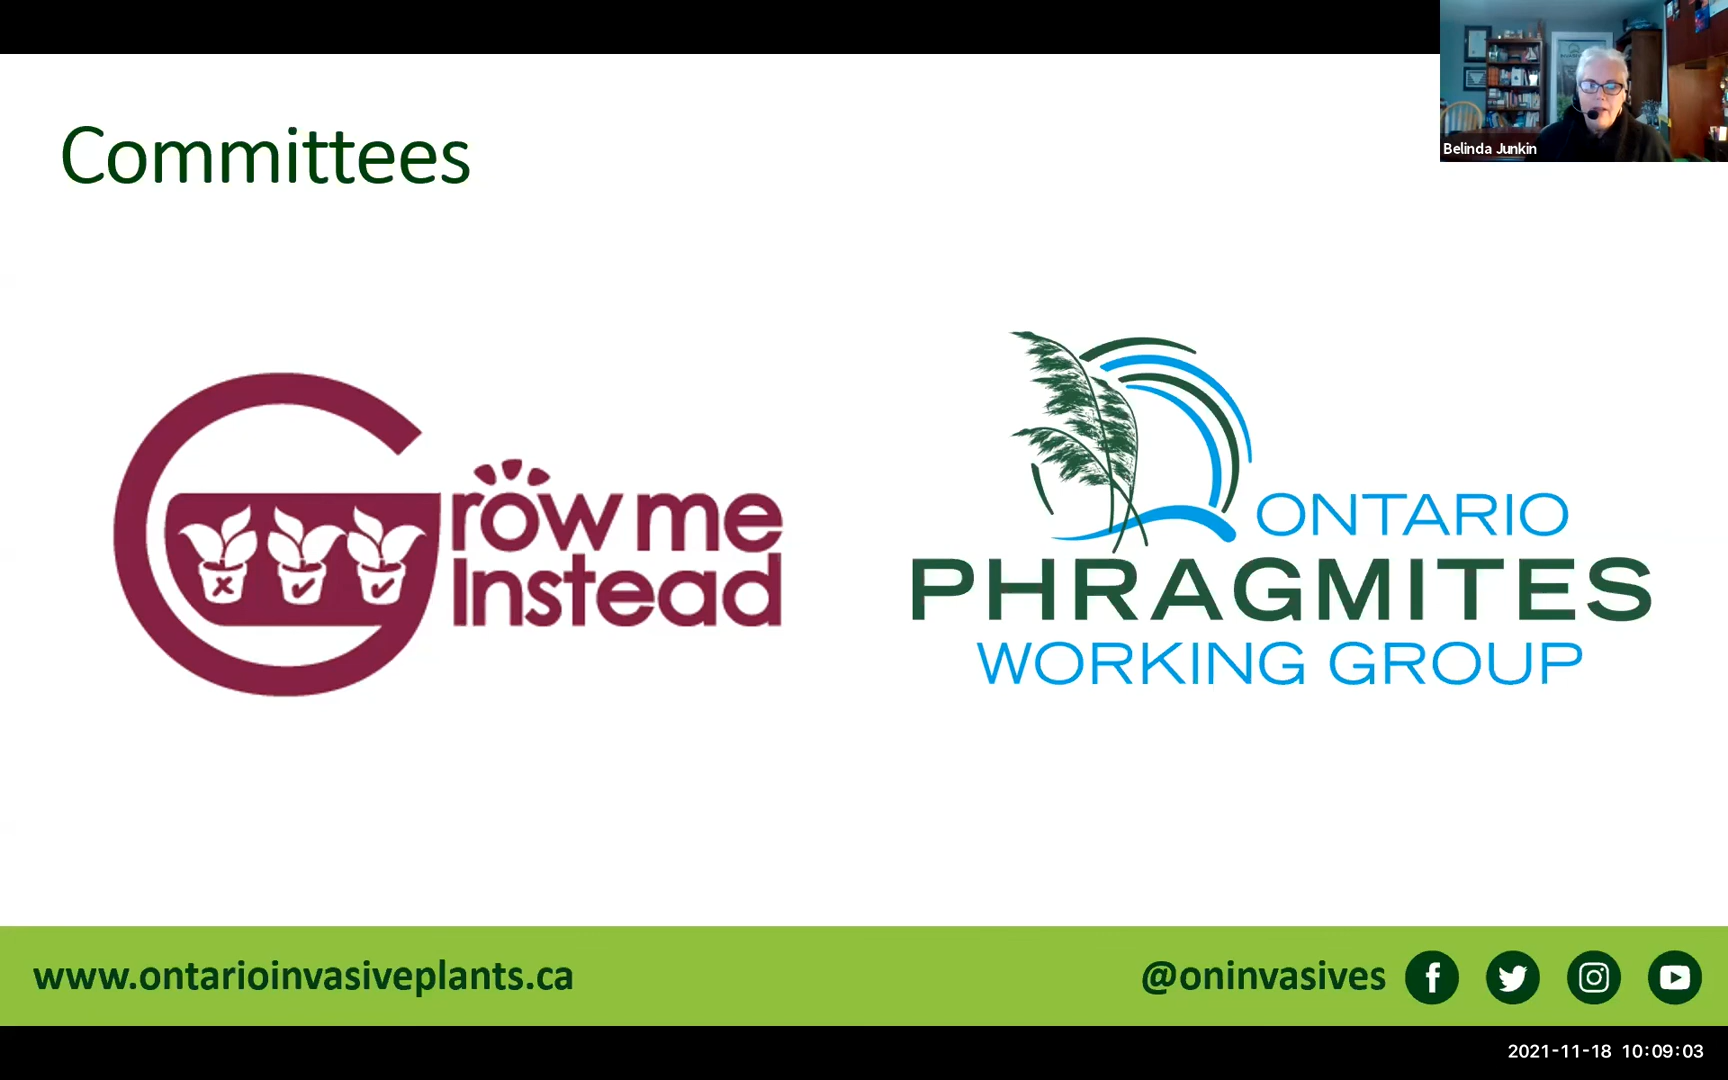 Belinda Junkin
Committees
Grow me
Instead
ONTARIO
PHRAGMITES
WORKING GROUP
www.ontarioinvasiveplants.ca
@oninvasives
2021-11-18 10:09:03